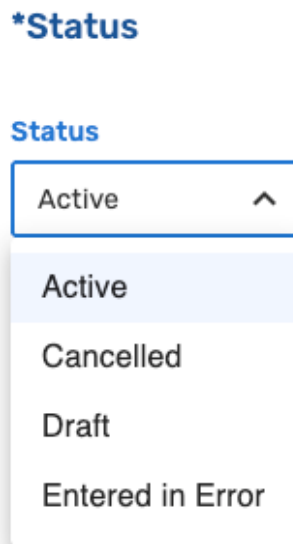 *Status
Status
Active
Active
Cancelled
Draft
Entered in Error